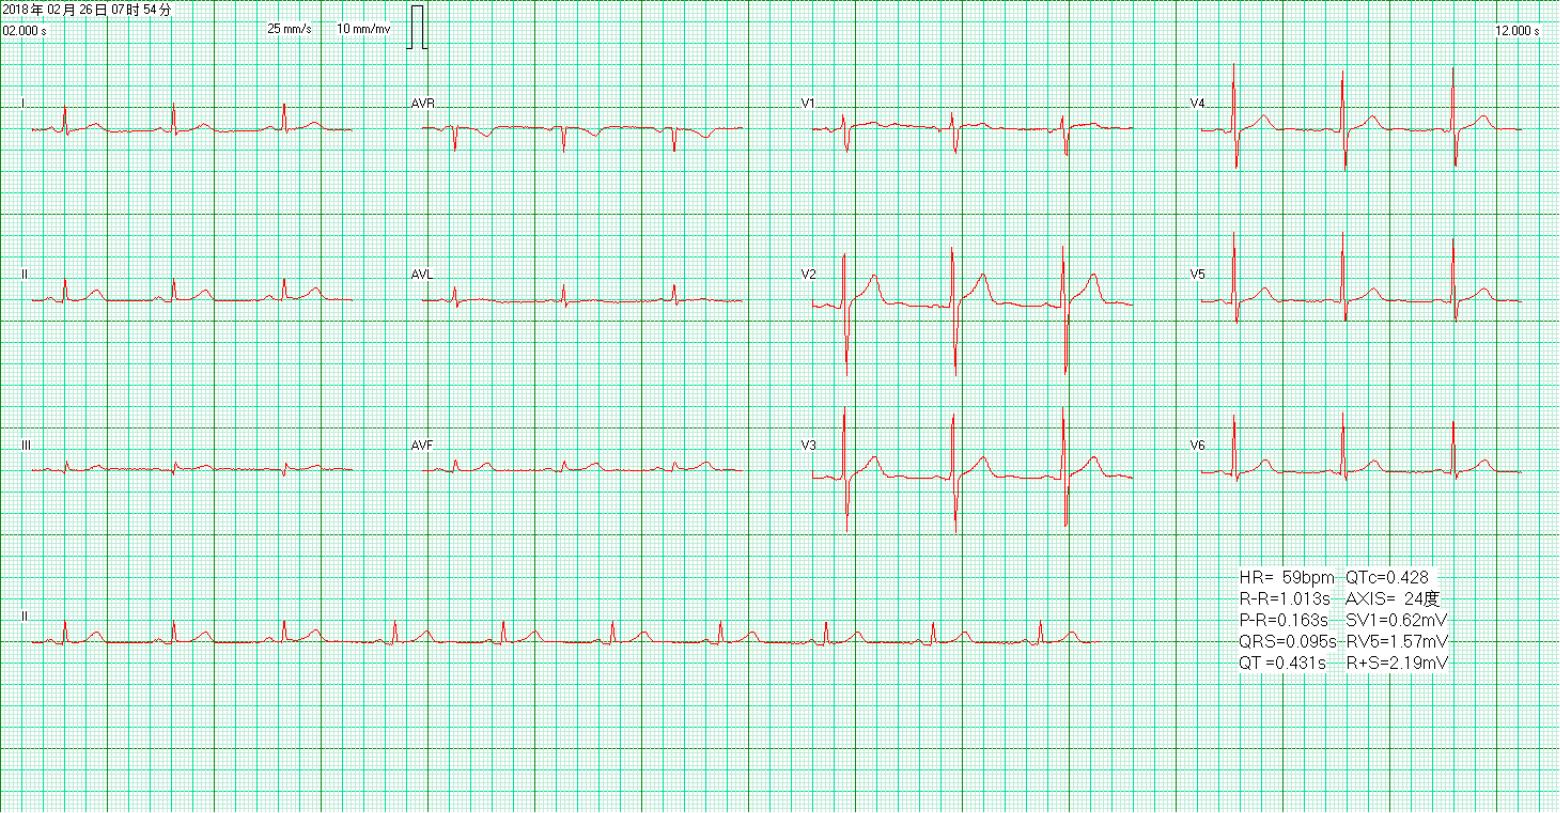 2018年 02月 26日 07时 54分
02.000 s
25 mm/s 10 mm/mv
12.000 s
I AVR V1 V4
II AVL V2 V5
III AVF V3 V6
II
HR= 59bpm QTc=0.428
R-R=1.013s AXIS= 24度
P-R=0.163s SV1=0.62mV
QRS=0.095s RV5=1.57mV
QT =0.431s R+S=2.19mV